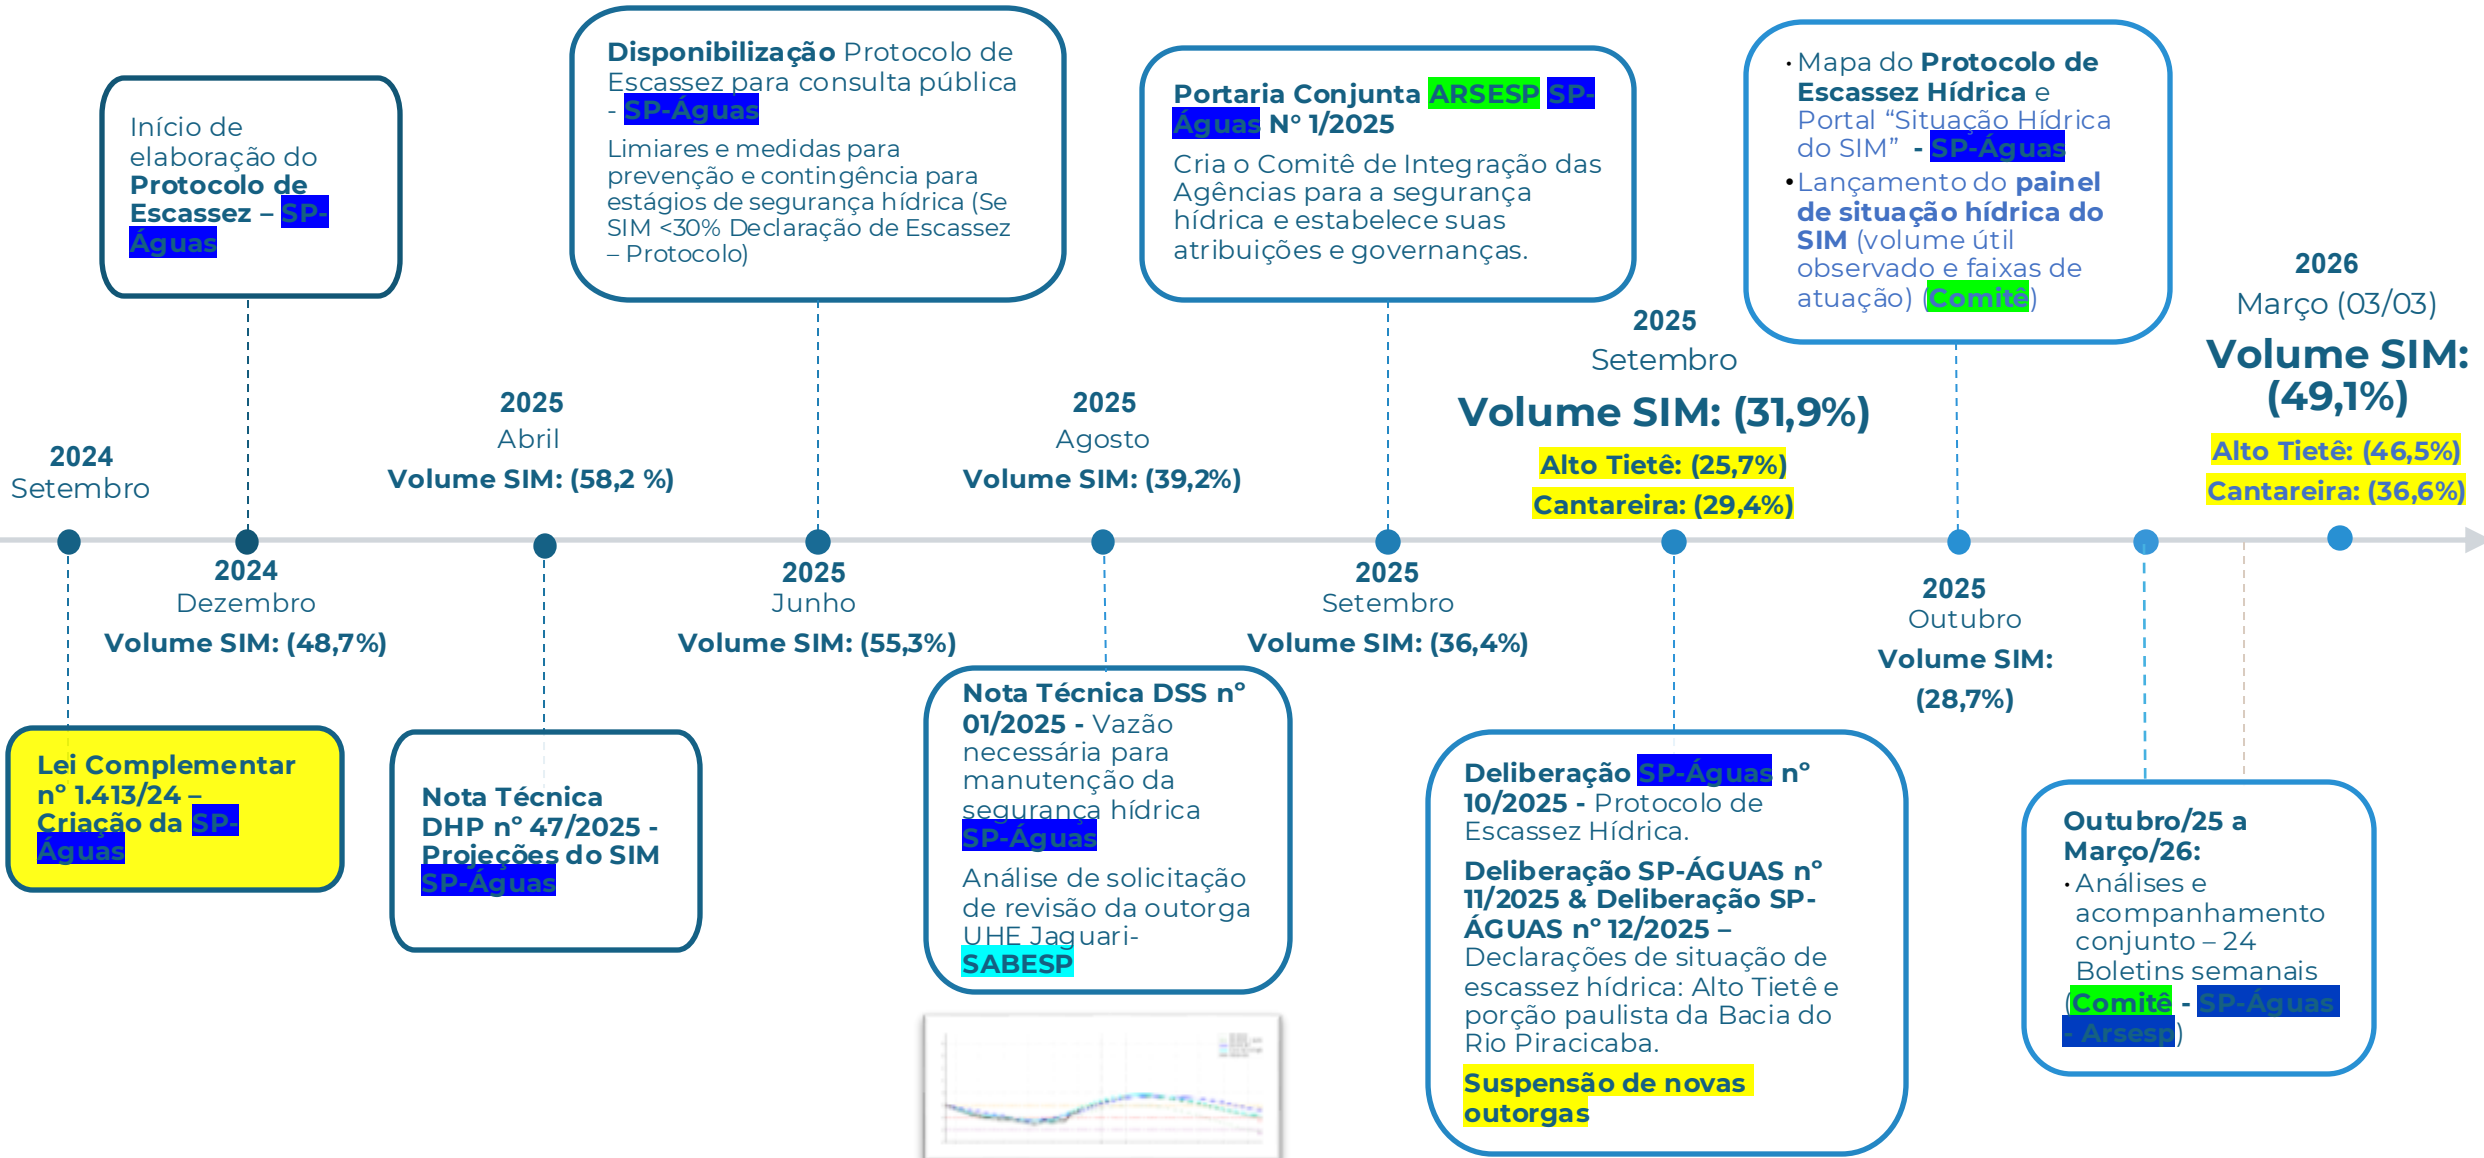 Início de
elaboração do
Protocolo de
Escassez – SP-
Águas
Disponibilização Protocolo de
Escassez para consulta pública
- SP-Águas
Limiares e medidas para
prevenção e contingência para
estágios de segurança hídrica (Se
SIM <30% Declaração de Escassez
– Protocolo)
Portaria Conjunta ARSESP SP-
Águas N° 1/2025
Cria o Comitê de Integração das
Agências para a segurança
hídrica e estabelece suas
atribuições e governanças.
• Mapa do Protocolo de
Escassez Hídrica e
Portal “Situação Hídrica
do SIM” - SP-Águas
• Lançamento do painel
de situação hídrica do
SIM (volume útil
observado e faixas de
atuação) (Comitê)
2024
Setembro
2025
Abril
Volume SIM: (58,2 %)
2025
Agosto
Volume SIM: (39,2%)
2025
Setembro
Volume SIM: (31,9%)
Alto Tietê: (25,7%)
Cantareira: (29,4%)
2026
Março (03/03)
Volume SIM:
(49,1%)
Alto Tietê: (46,5%)
Cantareira: (36,6%)
2024
Dezembro
Volume SIM: (48,7%)
2025
Junho
Volume SIM: (55,3%)
2025
Setembro
Volume SIM: (36,4%)
2025
Outubro
Volume SIM:
(28,7%)
Lei Complementar
nº 1.413/24 –
Criação da SP-
Águas
Nota Técnica
DHP nº 47/2025 -
Projeções do SIM
SP-Águas
Nota Técnica DSS nº
01/2025 - Vazão
necessária para
manutenção da
segurança hídrica
SP-Águas
Análise de solicitação
de revisão da outorga
UHE Jaguari-
SABESP
Deliberação SP-Águas nº
10/2025 - Protocolo de
Escassez Hídrica.
Deliberação SP-ÁGUAS nº
11/2025 & Deliberação SP-
ÁGUAS nº 12/2025 –
Declarações de situação de
escassez hídrica: Alto Tietê e
porção paulista da Bacia do
Rio Piracicaba.
Suspensão de novas
outorgas
Outubro/25 a
Março/26:
• Análises e
acompanhamento
conjunto – 24
Boletins semanais
(Comitê - SP-Águas
- Arsesp)